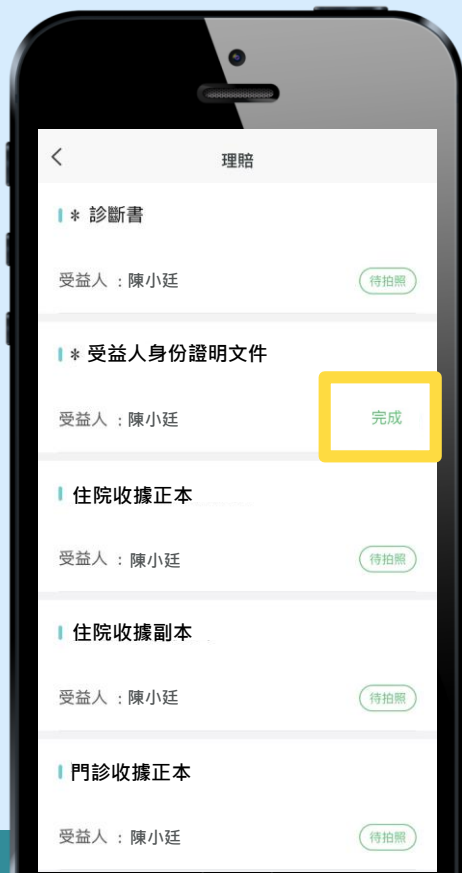 理賠
* 診斷書
受益人 : 陳小廷 待拍照
* 受益人身份證明文件
受益人 : 陳小廷 完成
住院收據正本
受益人 : 陳小廷 待拍照
住院收據副本
受益人 : 陳小廷 待拍照
門診收據正本
受益人 : 陳小廷 待拍照